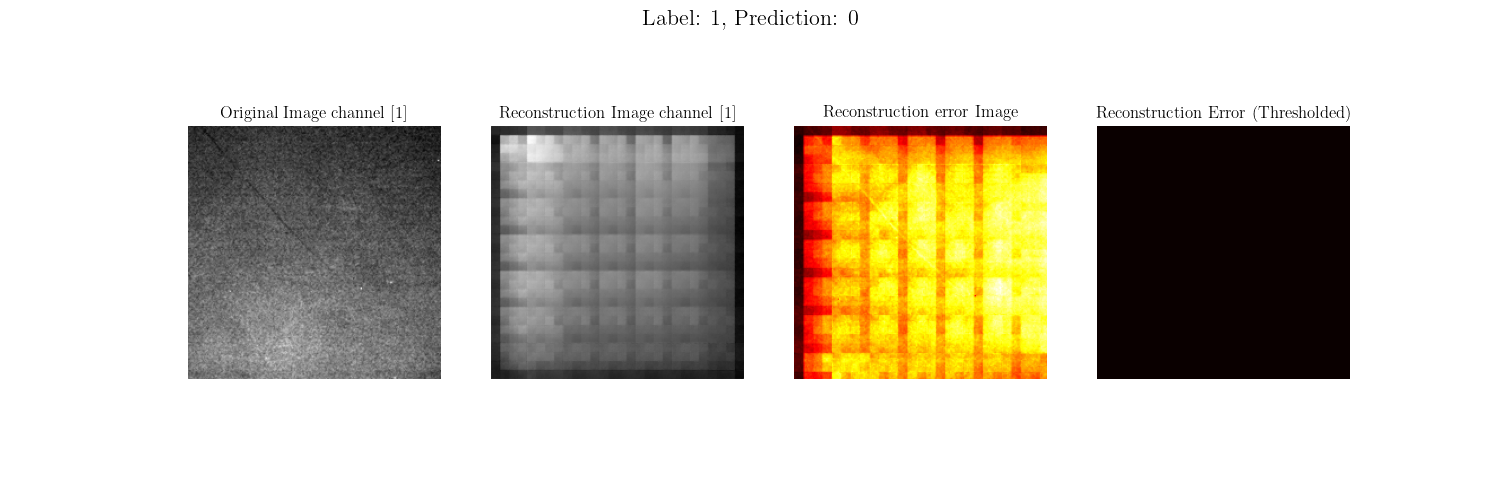 Label: 1, Prediction: 0
Original Image channel [1]
Reconstruction Image channel [1]
Reconstruction error Image
Reconstruction Error (Thresholded)